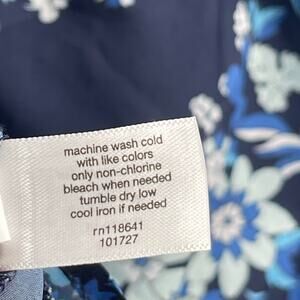 machine wash cold
with like colors
only non-chlorine
bleach when needed
tumble dry low
cool iron if needed
rn118641
101727